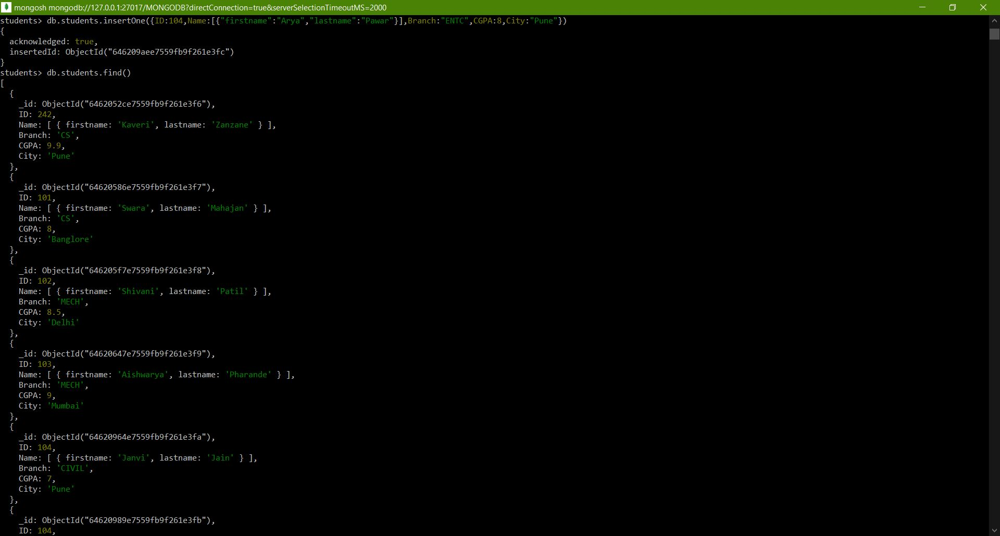 mongosh mongodb://127.0.0.1:27017/MONGODB?directConnection=true&serverSelectionTimeoutMS=2000
students> db.students.insertOne({ID:104,Name:[{"firstname":"Arya","lastname":"Pawar"}],Branch:"ENTC",CGPA:8,City:"Pune"})
{
  acknowledged: true,
  insertedId: ObjectId("646209aee7559fb9f261e3fc")
}
students> db.students.find()
[
  {
    _id: ObjectId("6462052ce7559fb9f261e3f6"),
    ID: 242,
    Name: [ { firstname: 'Kaveri', lastname: 'Zanzane' } ],
    Branch: 'CS',
    CGPA: 9.9,
    City: 'Pune'
  },
  {
    _id: ObjectId("64620586e7559fb9f261e3f7"),
    ID: 101,
    Name: [ { firstname: 'Swara', lastname: 'Mahajan' } ],
    Branch: 'CS',
    CGPA: 8,
    City: 'Banglore'
  },
  {
    _id: ObjectId("646205f7e7559fb9f261e3f8"),
    ID: 102,
    Name: [ { firstname: 'Shivani', lastname: 'Patil' } ],
    Branch: 'MECH',
    CGPA: 8.5,
    City: 'Delhi'
  },
  {
    _id: ObjectId("64620647e7559fb9f261e3f9"),
    ID: 103,
    Name: [ { firstname: 'Aishwarya', lastname: 'Pharande' } ],
    Branch: 'MECH',
    CGPA: 9,
    City: 'Mumbai'
  },
  {
    _id: ObjectId("64620964e7559fb9f261e3fa"),
    ID: 104,
    Name: [ { firstname: 'Janvi', lastname: 'Jain' } ],
    Branch: 'CIVIL',
    CGPA: 7,
    City: 'Pune'
  },
  {
    _id: ObjectId("64620989e7559fb9f261e3fb"),
    ID: 104,